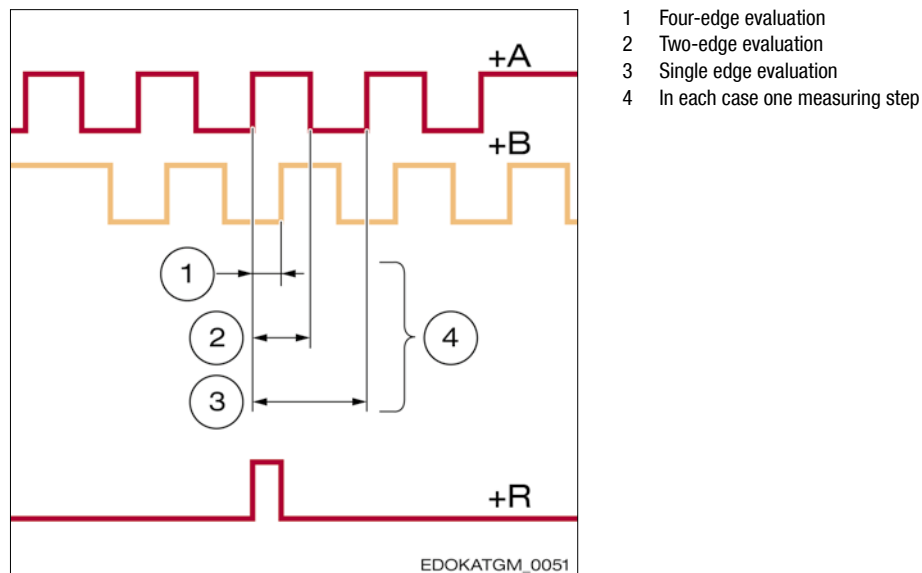 +A
+B
1
2
3
4
+R
EDOKATGM_0051
1 Four-edge evaluation
2 Two-edge evaluation
3 Single edge evaluation
4 In each case one measuring step